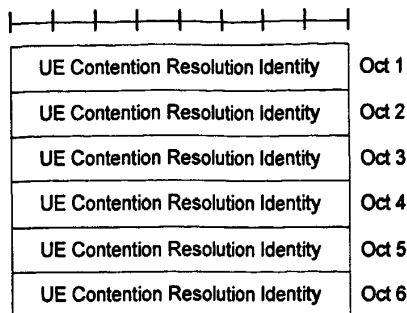 UE Contention Resolution Identity Oct 1
UE Contention Resolution Identity Oct 2
UE Contention Resolution Identity Oct 3
UE Contention Resolution Identity Oct 4
UE Contention Resolution Identity Oct 5
UE Contention Resolution Identity Oct 6